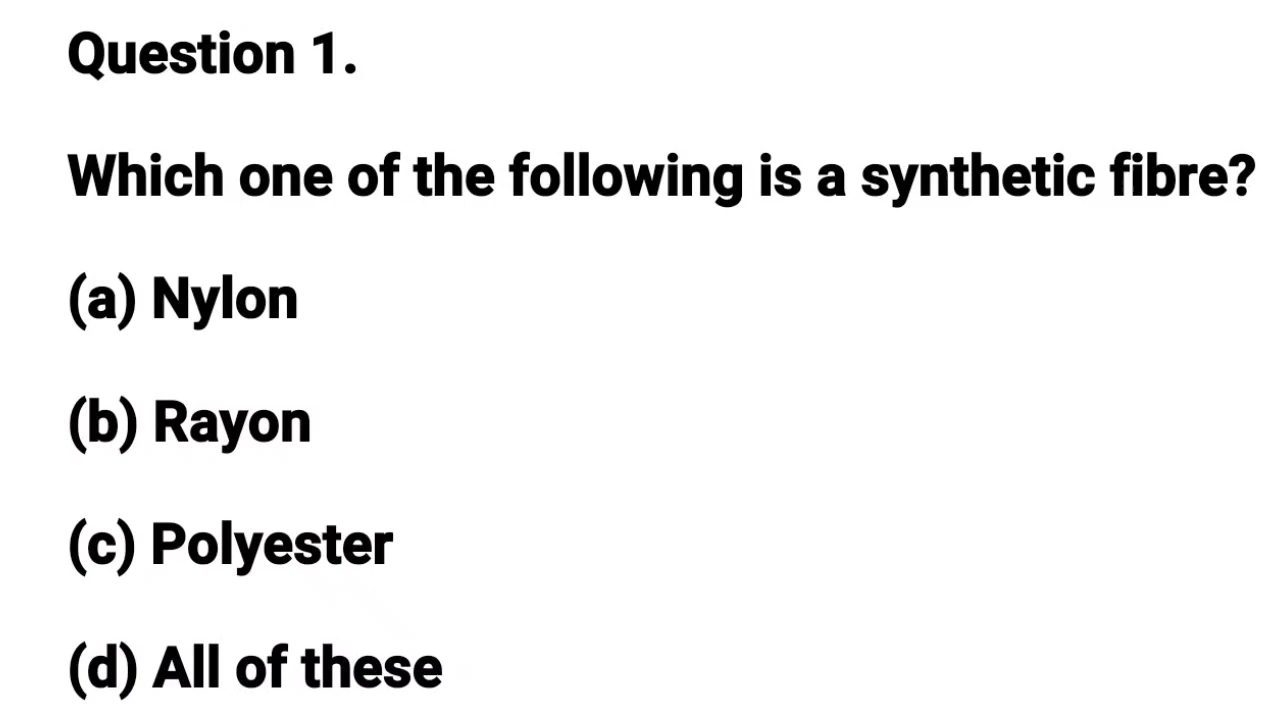 Question 1.
Which one of the following is a synthetic fibre?
(a) Nylon
(b) Rayon
(c) Polyester
(d) All of these